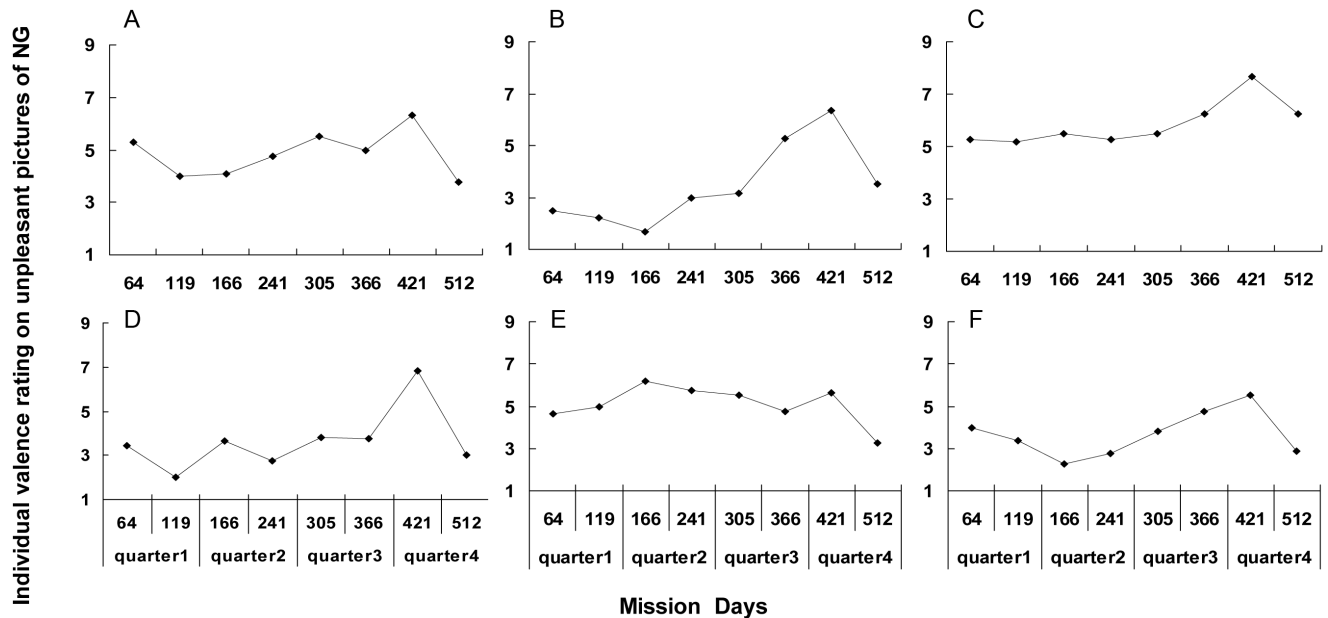 Individual valence rating on unpleasant pictures of NG
A
9
7
5
3
1
64 119 166 241 305 366 421 512
B
9
7
5
3
1
64 119 166 241 305 366 421 512
C
9
7
5
3
1
64 119 166 241 305 366 421 512
D
9
7
5
3
1
64 119 166 241 305 366 421 512
quarter1 quarter2 quarter3 quarter4
E
9
7
5
3
1
64 119 166 241 305 366 421 512
quarter1 quarter2 quarter3 quarter4
F
9
7
5
3
1
64 119 166 241 305 366 421 512
quarter1 quarter2 quarter3 quarter4
Mission Days